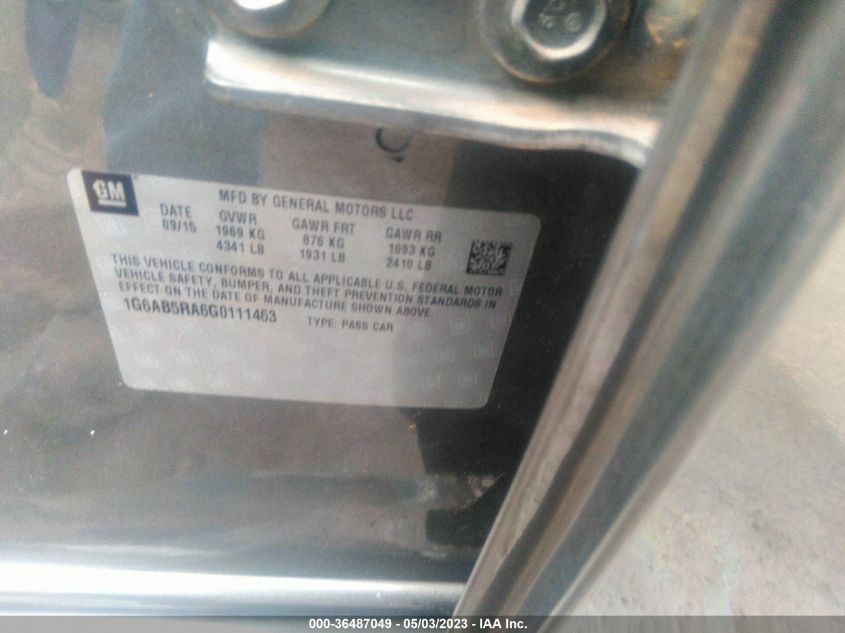 GM
MFD BY GENERAL MOTORS LLC
DATE GVWR GAWR FRT GAWR RR
09/15 1969 KG 876 KG 1093 KG
4341 LB 1931 LB 2410 LB
THIS VEHICLE CONFORMS TO ALL APPLICABLE U.S. FEDERAL MOTOR
VEHICLE SAFETY, BUMPER, AND THEFT PREVENTION STANDARDS IN
EFFECT ON THE DATE OF MANUFACTURE SHOWN ABOVE.
1G6AB5RA6G0111463 TYPE: PASS CAR
000-36487049 - 05/03/2023 - IAA Inc.